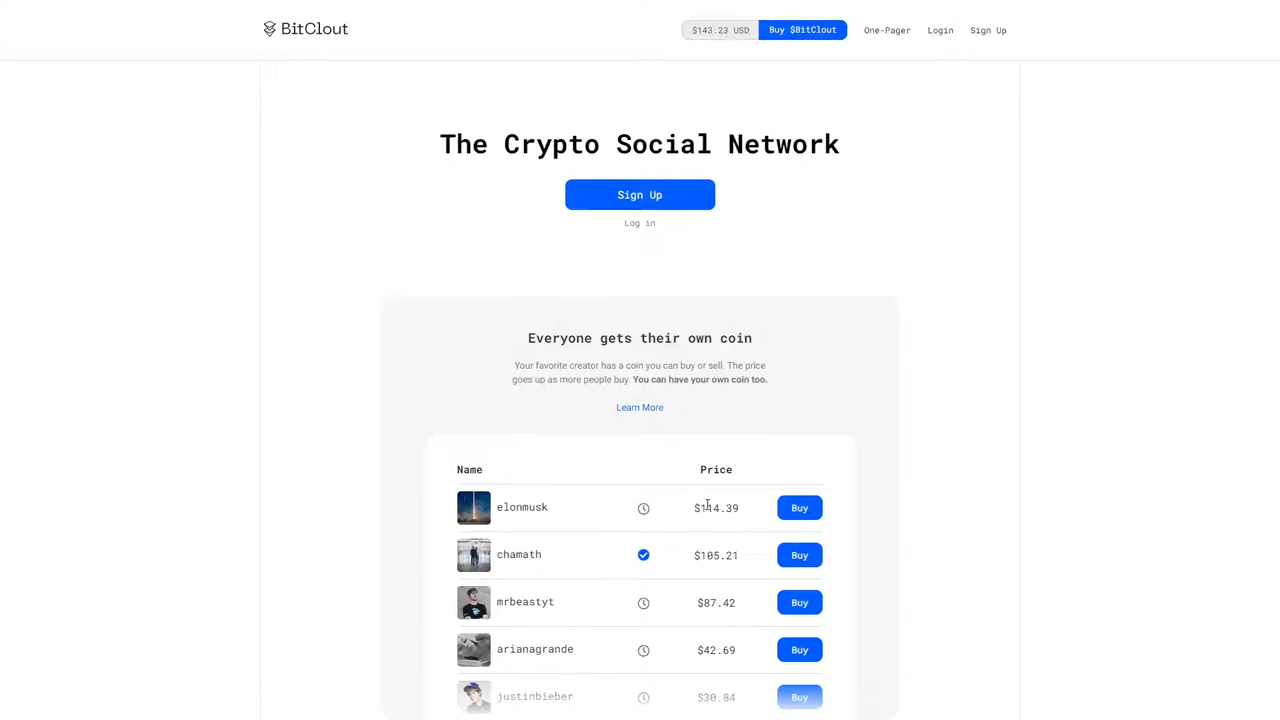 BitClout
$143.23 USD
Buy $BitClout
One-Pager
Login
Sign Up
The Crypto Social Network
Sign Up
Log in
Everyone gets their own coin
Your favorite creator has a coin you can buy or sell. The price
goes up as more people buy. You can have your own coin too.
Learn More
Name Price
elonmusk $114.39 Buy
chamath $105.21 Buy
mrbeastyt $87.42 Buy
arianagrande $42.69 Buy
justinbieber $30.84 Buy